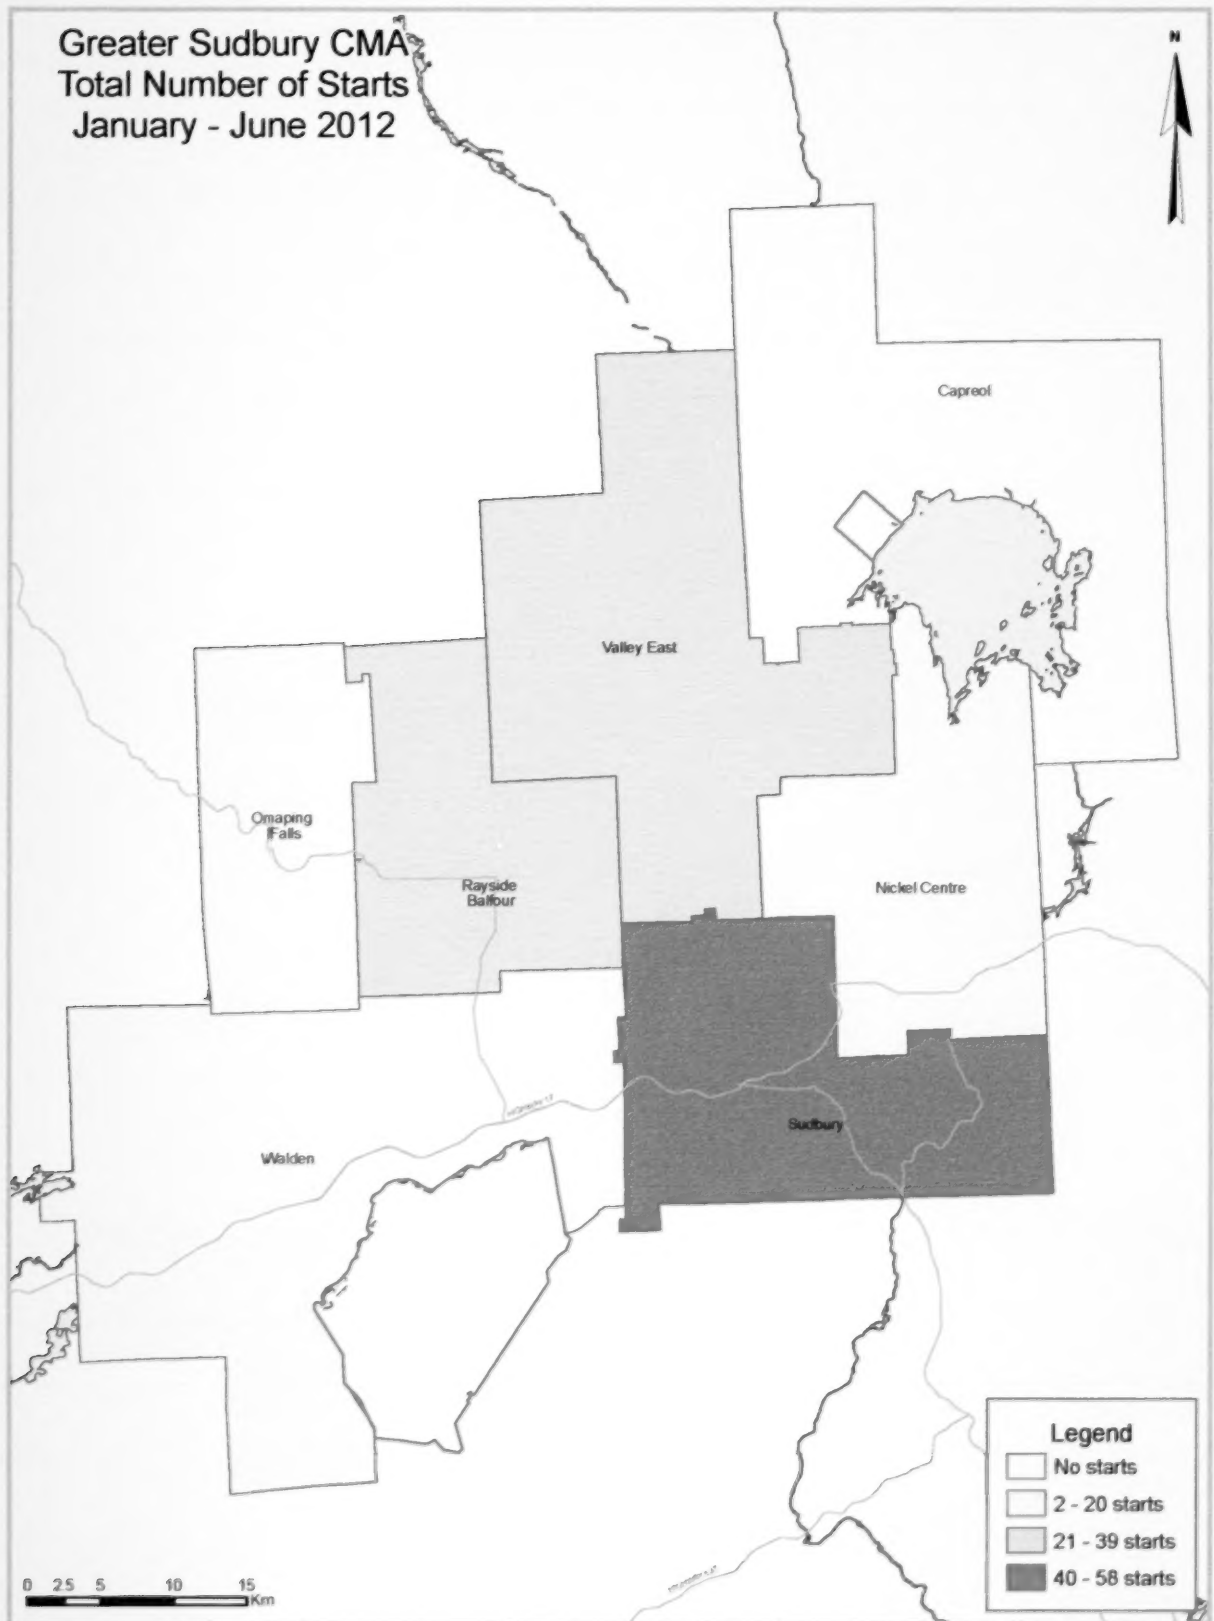 Greater Sudbury CMA
Total Number of Starts
January - June 2012
N
Capreol
Valley East
Onaping
Falls
Rayside
Balfour
Nickel Centre
Sudbury
Walden
Legend
No starts
2 - 20 starts
21 - 39 starts
40 - 58 starts
0 2.5 5 10 15
Km